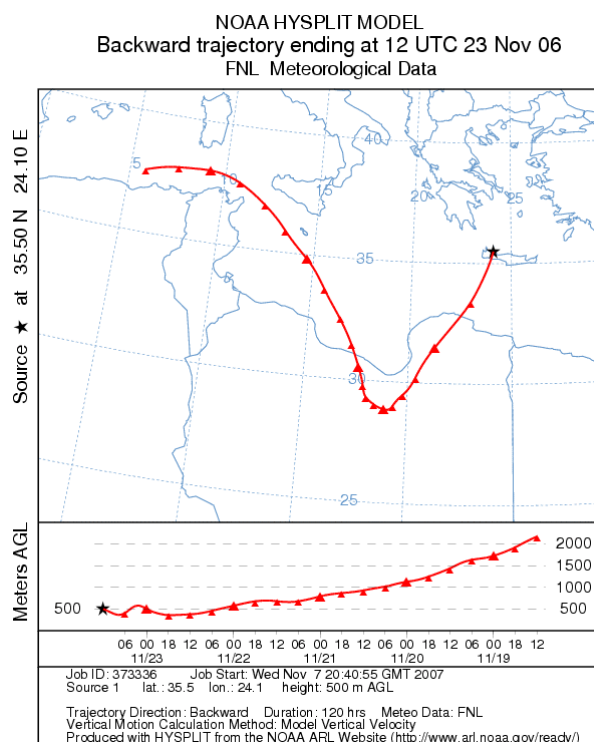 NOAA HYSPLIT MODEL
Backward trajectory ending at 12 UTC 23 Nov 06
FNL Meteorological Data
Source ★ at 35.50 N 24.10 E
5
10
15
20
25
40
35
30
25
Meters AGL
500
2000
1500
1000
500
06 00 18 12 06 00 18 12 06 00 18 12 06 00 18 12 06 00 18 12
11/23 11/22 11/21 11/20 11/19
Job ID: 373336 Job Start: Wed Nov 7 20:40:55 GMT 2007
Source 1 lat.: 35.5 lon.: 24.1 height: 500 m AGL
Trajectory Direction: Backward Duration: 120 hrs Meteo Data: FNL
Vertical Motion Calculation Method: Model Vertical Velocity
Produced with HYSPLIT from the NOAA ARL Website (http://www.arl.noaa.gov/ready/)